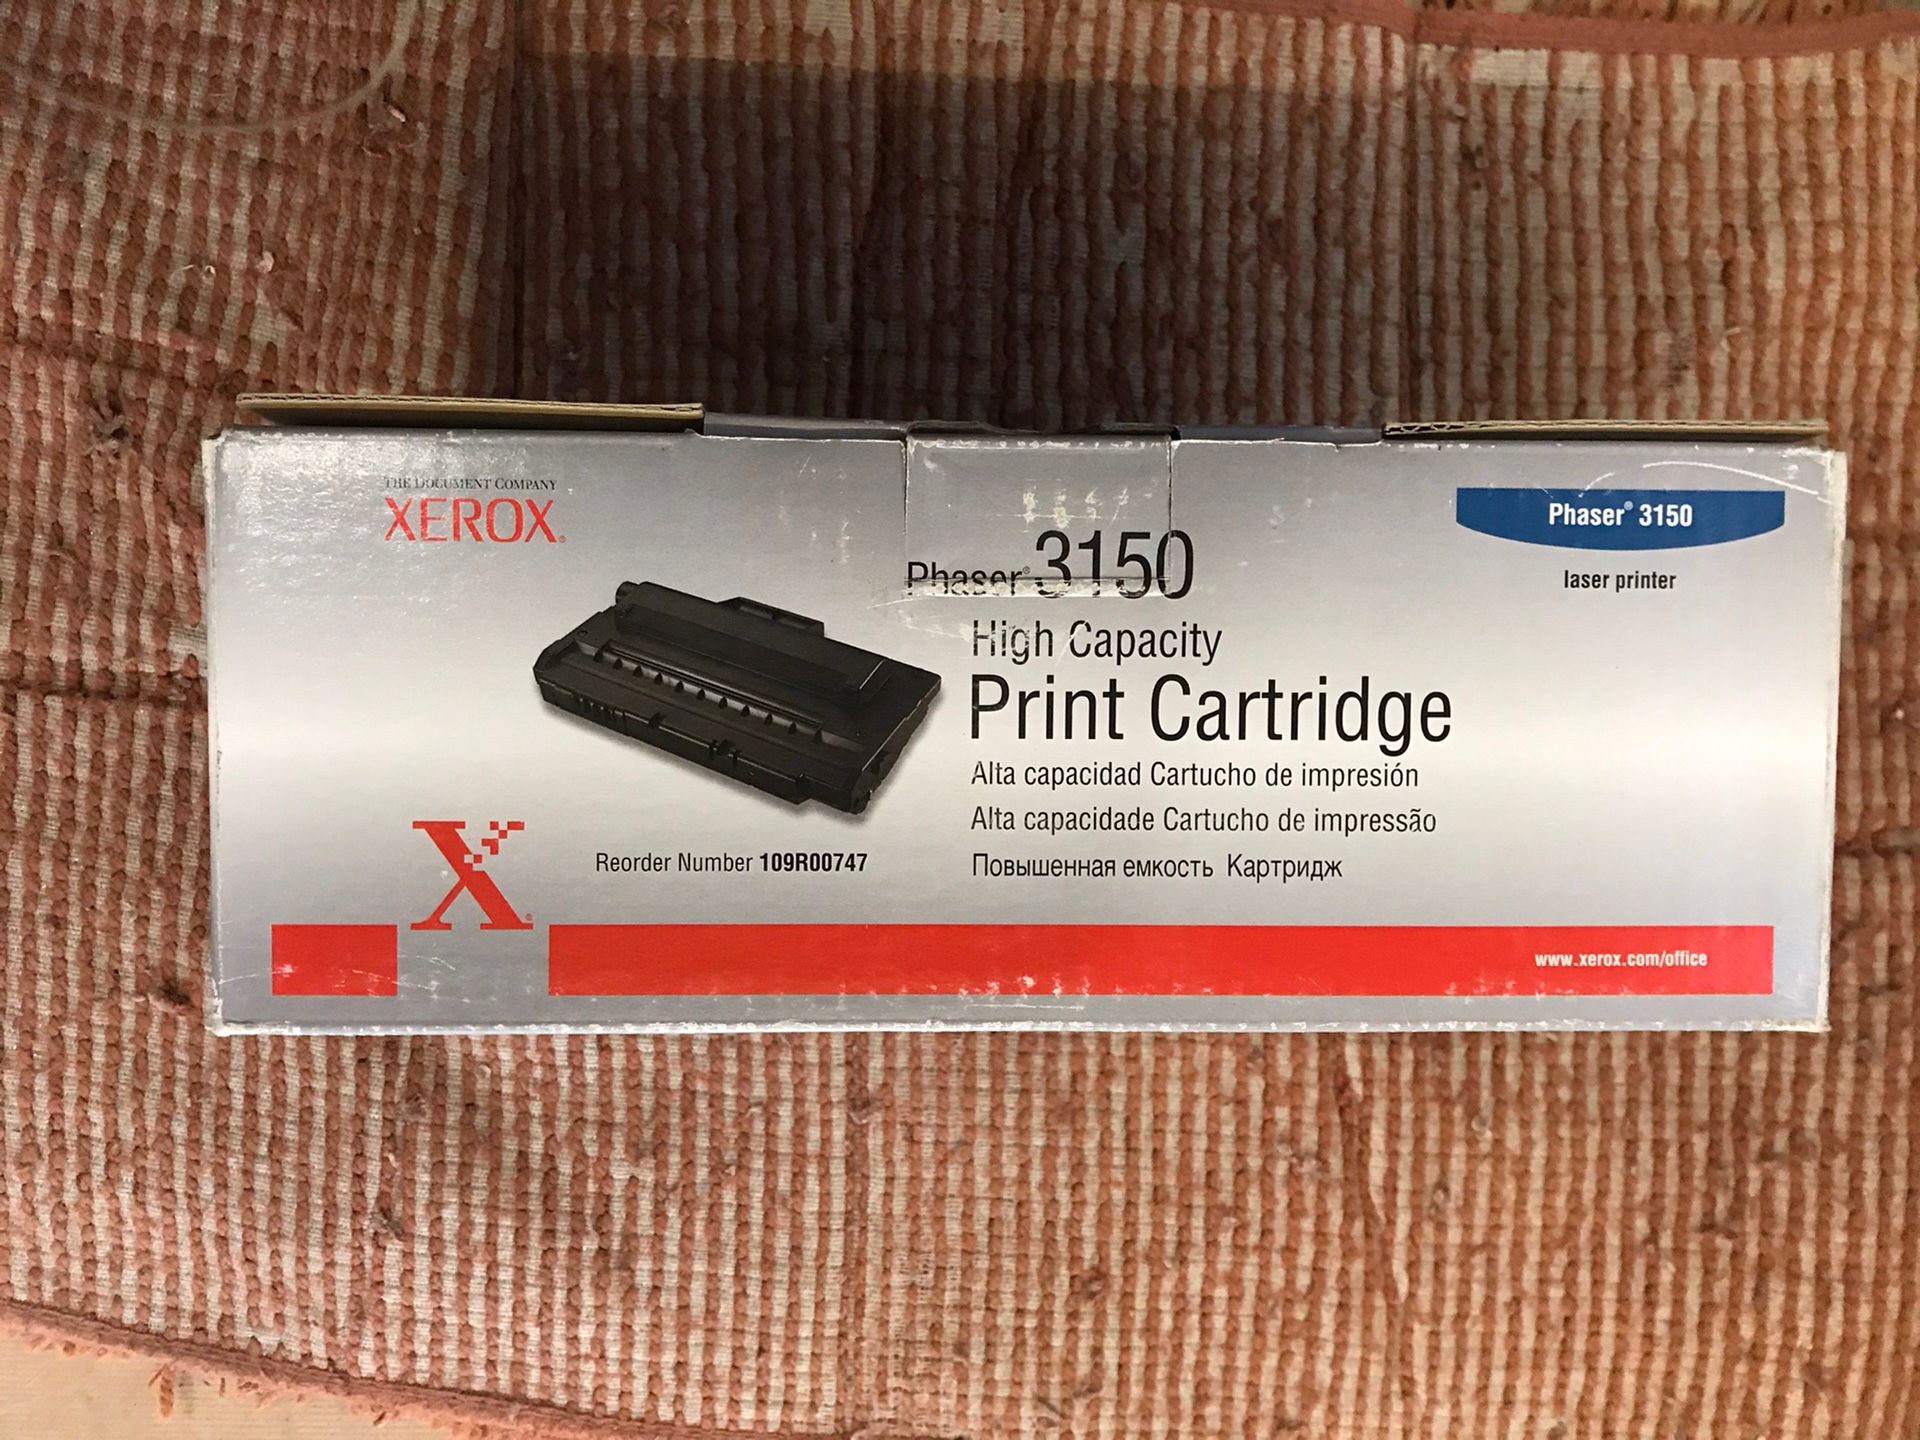 THE DOCUMENT COMPANY
XEROX®
Phaser® 3150
laser printer
Phaser® 3150
High Capacity
Print Cartridge
Alta capacidad Cartucho de impresión
Alta capacidade Cartucho de impressão
Повышенная емкость Картридж
X®
Reorder Number 109R00747
www.xerox.com/office